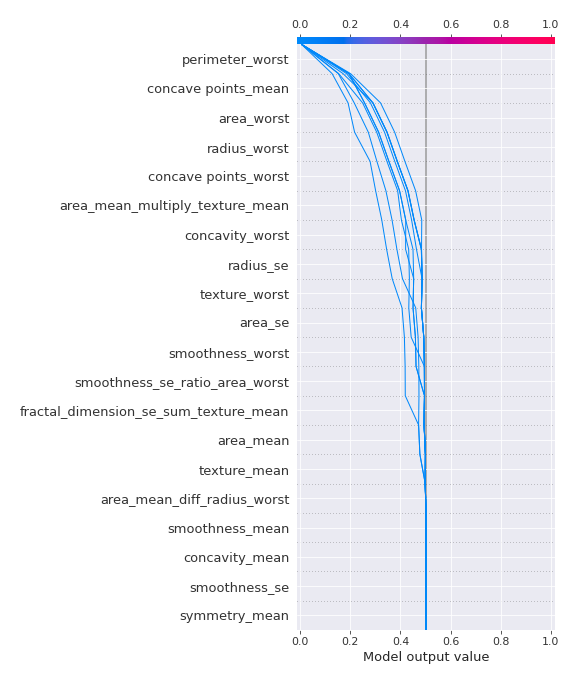 0.0 0.2 0.4 0.6 0.8 1.0
perimeter_worst
concave points_mean
area_worst
radius_worst
concave points_worst
area_mean_multiply_texture_mean
concavity_worst
radius_se
texture_worst
area_se
smoothness_worst
smoothness_se_ratio_area_worst
fractal_dimension_se_sum_texture_mean
area_mean
texture_mean
area_mean_diff_radius_worst
smoothness_mean
concavity_mean
smoothness_se
symmetry_mean
0.0 0.2 0.4 0.6 0.8 1.0
Model output value